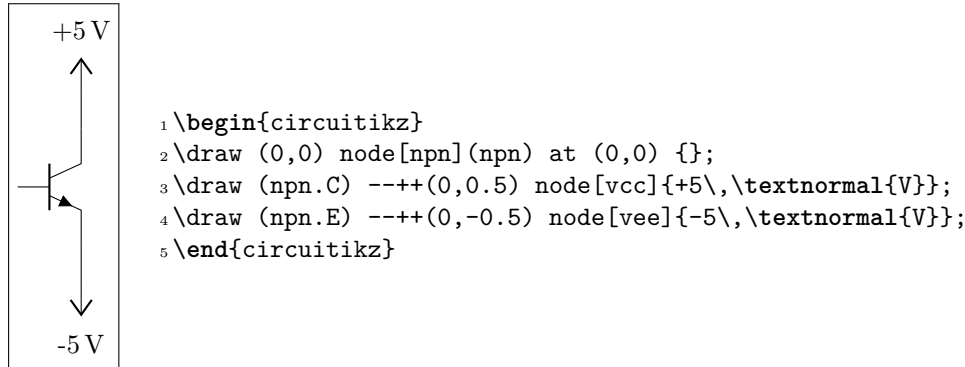 +5 V
-5 V
1 \begin{circuitikz}
2 \draw (0,0) node[npn](npn) at (0,0) {};
3 \draw (npn.C) --++(0,0.5) node[vcc]{+5\,\textnormal{V}};
4 \draw (npn.E) --++(0,-0.5) node[vee]{-5\,\textnormal{V}};
5 \end{circuitikz}